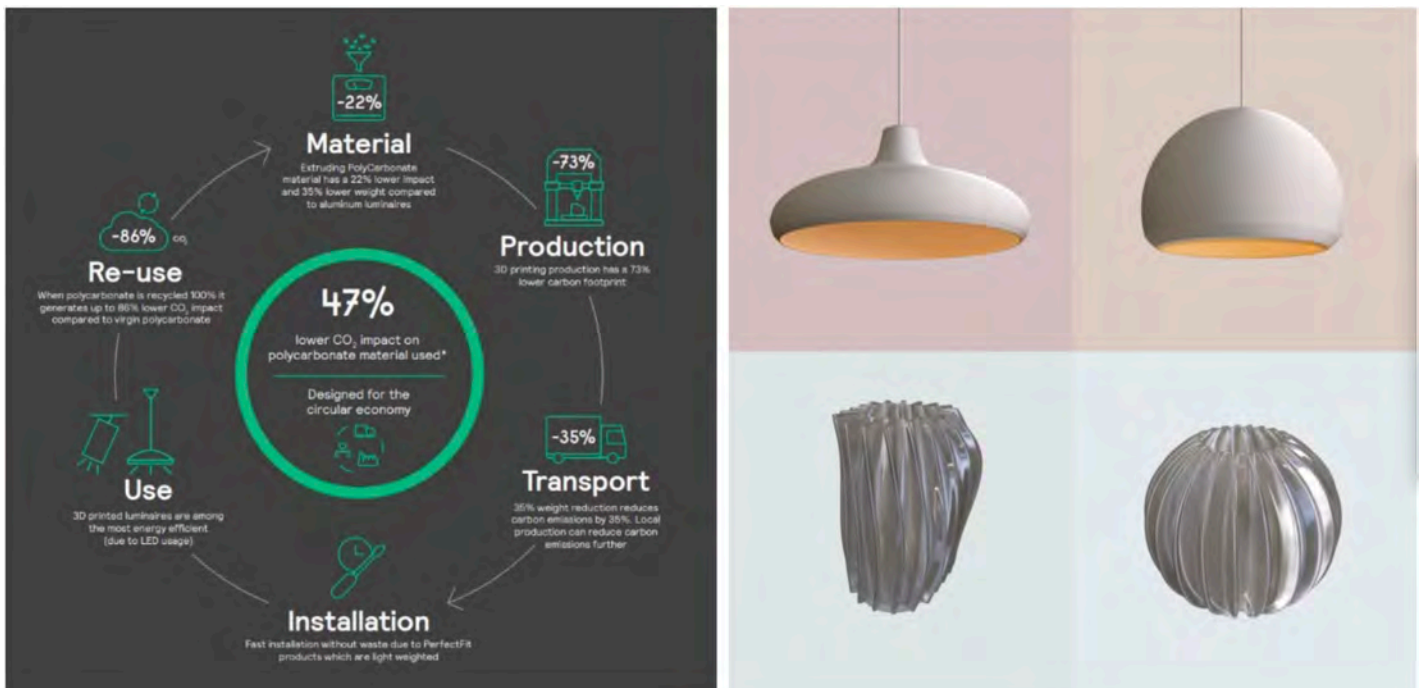 -22%
Material
Extruding PolyCarbonate
material has a 22% lower impact
and 35% lower weight compared
to aluminum luminaires
-73%
Production
3D printing production has a 73%
lower carbon footprint
-35%
Transport
35% weight reduction reduces
carbon emissions by 35%. Local
production can reduce carbon
emissions further
Installation
Fast installation without waste due to PerfectFit
products which are light weighted
Use
3D printed luminaires are among
the most energy efficient
(due to LED usage)
-86% CO₂
Re-use
When polycarbonate is recycled 100% it
generates up to 86% lower CO₂ impact
compared to virgin polycarbonate
47%
lower CO₂ impact on
polycarbonate material used*
Designed for the
circular economy